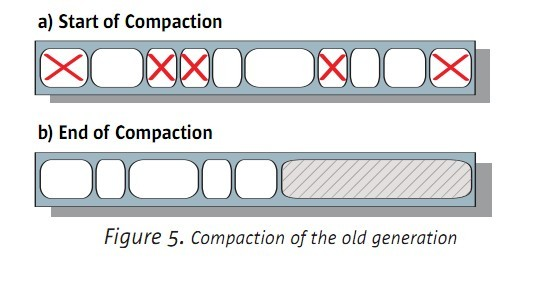 a) Start of Compaction
b) End of Compaction
Figure 5. Compaction of the old generation